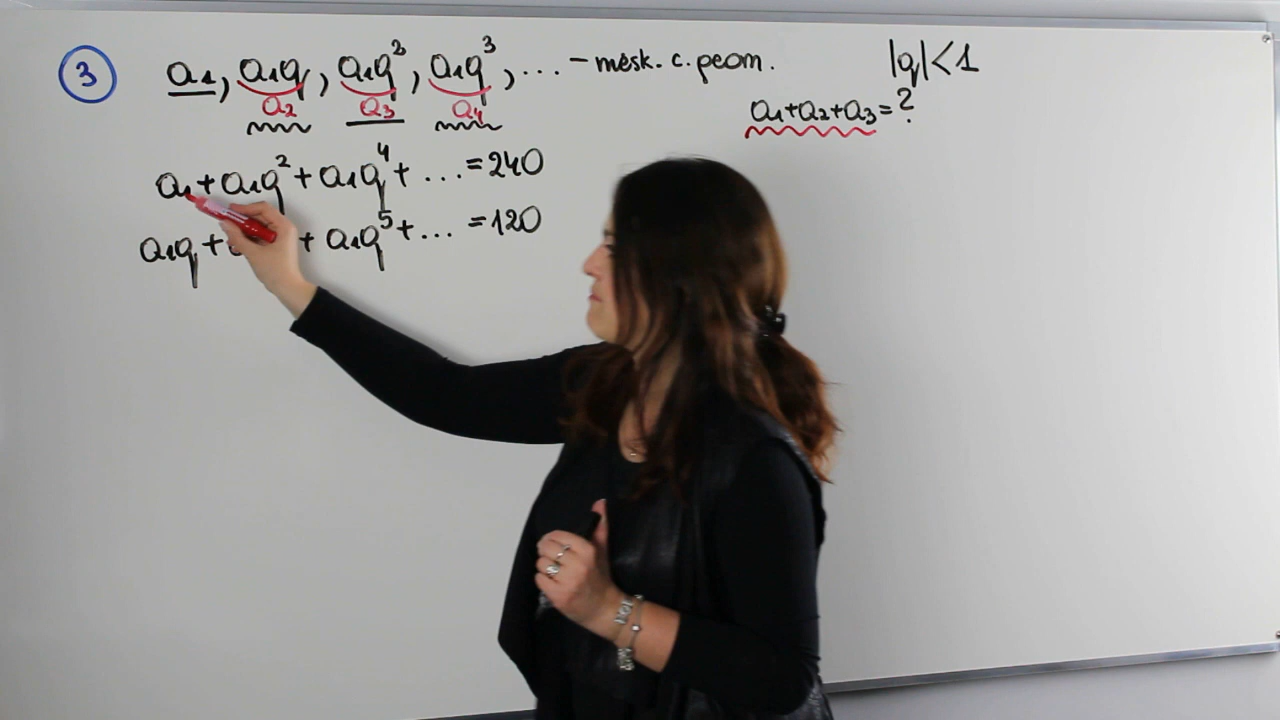 3 a₁, a₁q, a₁q², a₁q³, ... – mesk. c. geom. |q|<1
a₂ a₃ a₄ a₁+a₂+a₃=?
a₁+a₁q²+a₁q⁴+...=240
a₁q+ + a₁q⁵+...=120